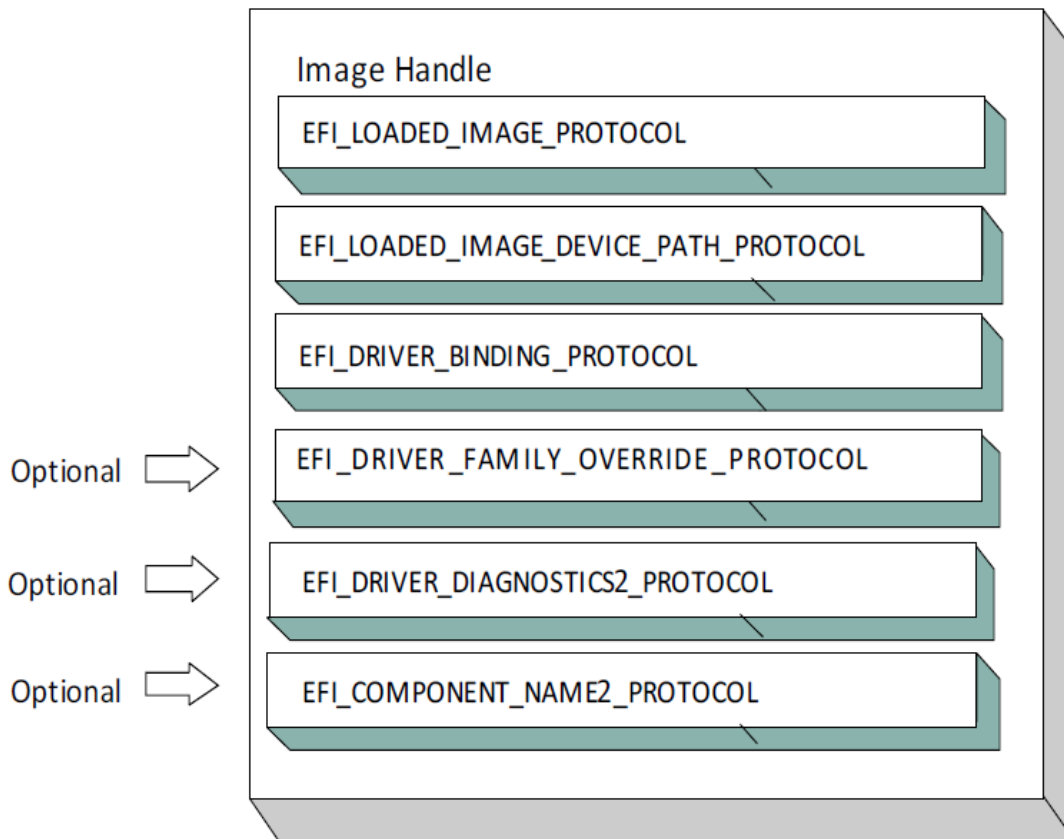 Image Handle
EFI_LOADED_IMAGE_PROTOCOL
EFI_LOADED_IMAGE_DEVICE_PATH_PROTOCOL
EFI_DRIVER_BINDING_PROTOCOL
Optional
EFI_DRIVER_FAMILY_OVERRIDE_PROTOCOL
Optional
EFI_DRIVER_DIAGNOSTICS2_PROTOCOL
Optional
EFI_COMPONENT_NAME2_PROTOCOL